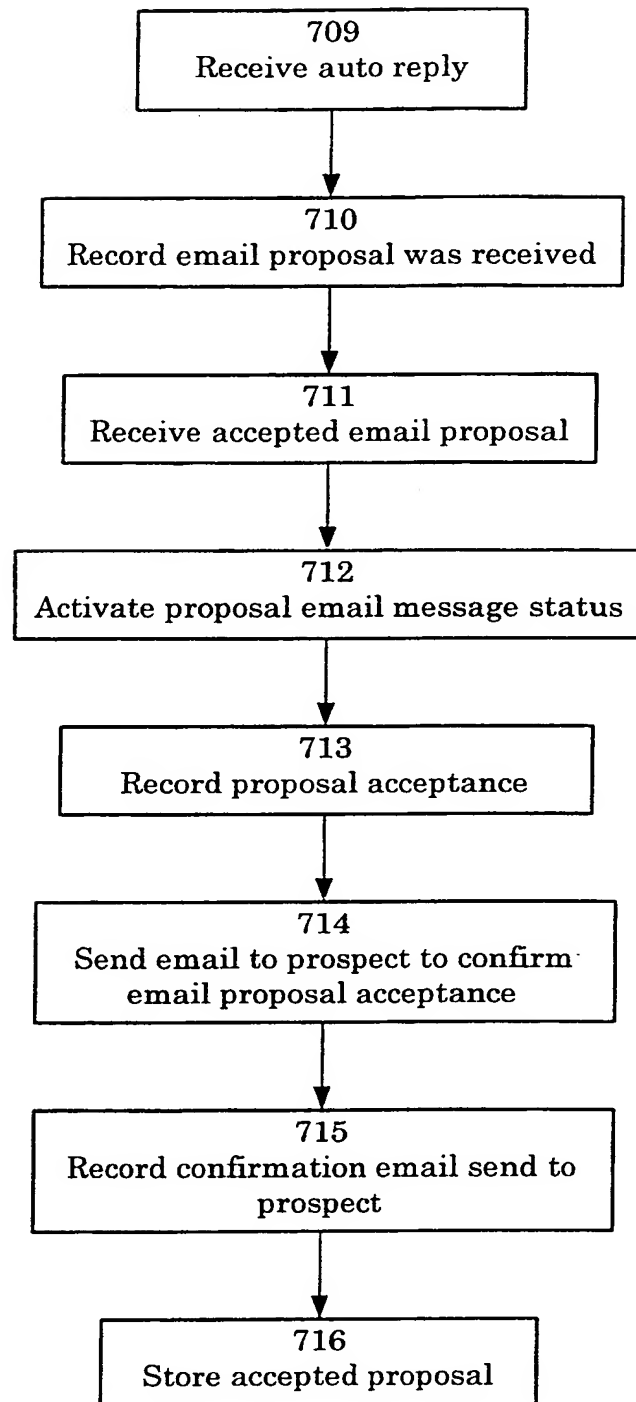 709
Receive auto reply
710
Record email proposal was received
711
Receive accepted email proposal
712
Activate proposal email message status
713
Record proposal acceptance
714
Send email to prospect to confirm
email proposal acceptance
715
Record confirmation email send to
prospect
716
Store accepted proposal